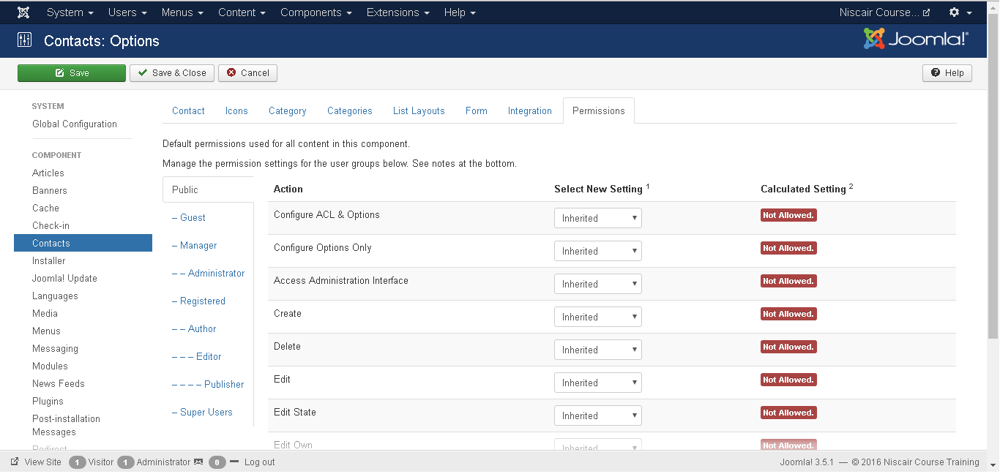 System Users Menus Content Components Extensions Help Niscair Course...
Contacts: Options Joomla!®
Save Save & Close Cancel Help
SYSTEM
Global Configuration
COMPONENT
Articles
Banners
Cache
Check-in
Contacts
Installer
Joomla! Update
Languages
Media
Menus
Messaging
Modules
News Feeds
Plugins
Post-installation
Messages
Redirect
Contact Icons Category Categories List Layouts Form Integration Permissions
Default permissions used for all content in this component.
Manage the permission settings for the user groups below. See notes at the bottom.
Public
– Guest
– Manager
– – Administrator
– Registered
– – Author
– – – Editor
– – – – Publisher
– Super Users
Action Select New Setting 1 Calculated Setting 2
Configure ACL & Options Inherited Not Allowed.
Configure Options Only Inherited Not Allowed.
Access Administration Interface Inherited Not Allowed.
Create Inherited Not Allowed.
Delete Inherited Not Allowed.
Edit Inherited Not Allowed.
Edit State Inherited Not Allowed.
Edit Own Inherited Not Allowed.
View Site 1 Visitor 1 Administrator 0 Log out Joomla! 3.5.1 — © 2016 Niscair Course Training